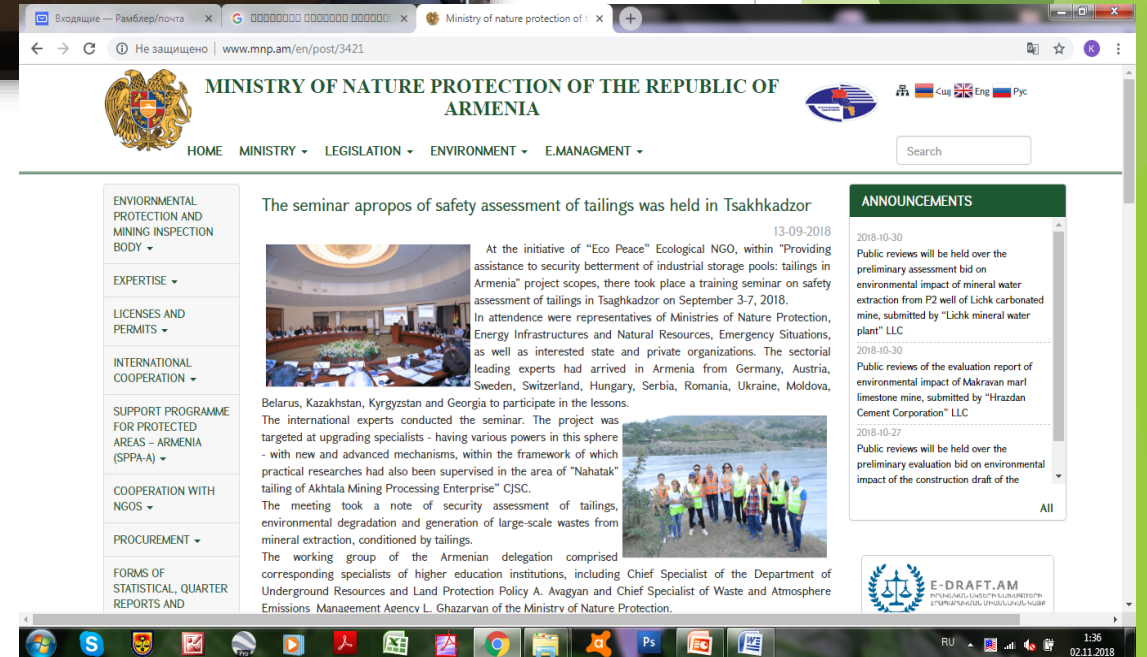 Входящие — Рамблер/почта
Ministry of nature protection of t
Не защищено | www.mnp.am/en/post/3421
K
MINISTRY OF NATURE PROTECTION OF THE REPUBLIC OF
ARMENIA
Հայ Eng Рус
HOME MINISTRY LEGISLATION ENVIRONMENT E.MANAGMENT
Search
ENVIORNMENTAL
PROTECTION AND
MINING INSPECTION
BODY
EXPERTISE
LICENSES AND
PERMITS
INTERNATIONAL
COOPERATION
SUPPORT PROGRAMME
FOR PROTECTED
AREAS – ARMENIA
(SPPA-A)
COOPERATION WITH
NGOS
PROCUREMENT
FORMS OF
STATISTICAL, QUARTER
REPORTS AND
The seminar apropos of safety assessment of tailings was held in Tsakhkadzor
13-09-2018
At the initiative of “Eco Peace” Ecological NGO, within "Providing
assistance to security betterment of industrial storage pools: tailings in
Armenia" project scopes, there took place a training seminar on safety
assessment of tailings in Tsaghkadzor on September 3-7, 2018.
In attendence were representatives of Ministries of Nature Protection,
Energy Infrastructures and Natural Resources, Emergency Situations,
as well as interested state and private organizations. The sectorial
leading experts had arrived in Armenia from Germany, Austria,
Sweden, Switzerland, Hungary, Serbia, Romania, Ukraine, Moldova,
Belarus, Kazakhstan, Kyrgyzstan and Georgia to participate in the lessons.
The international experts conducted the seminar. The project was
targeted at upgrading specialists - having various powers in this sphere
- with new and advanced mechanisms, within the framework of which
practical researches had also been supervised in the area of "Nahatak"
tailing of Akhtala Mining Processing Enterprise” CJSC.
The meeting took a note of security assessment of tailings,
environmental degradation and generation of large-scale wastes from
mineral extraction, conditioned by tailings.
The working group of the Armenian delegation comprised
corresponding specialists of higher education institutions, including Chief Specialist of the Department of
Underground Resources and Land Protection Policy A. Avagyan and Chief Specialist of Waste and Atmosphere
Emissions Management Agency L. Ghazaryan of the Ministry of Nature Protection.
ANNOUNCEMENTS
2018-10-30
Public reviews will be held over the
preliminary assessment bid on
environmental impact of mineral water
extraction from P2 well of Lichk carbonated
mine, submitted by “Lichk mineral water
plant” LLC
2018-10-30
Public reviews of the evaluation report of
environmental impact of Makravan marl
limestone mine, submitted by “Hrazdan
Cement Corporation” LLC
2018-10-27
Public reviews will be held over the
preliminary evaluation bid on environmental
impact of the construction draft of the
All
E-DRAFT.AM
RU
1:36
02.11.2018